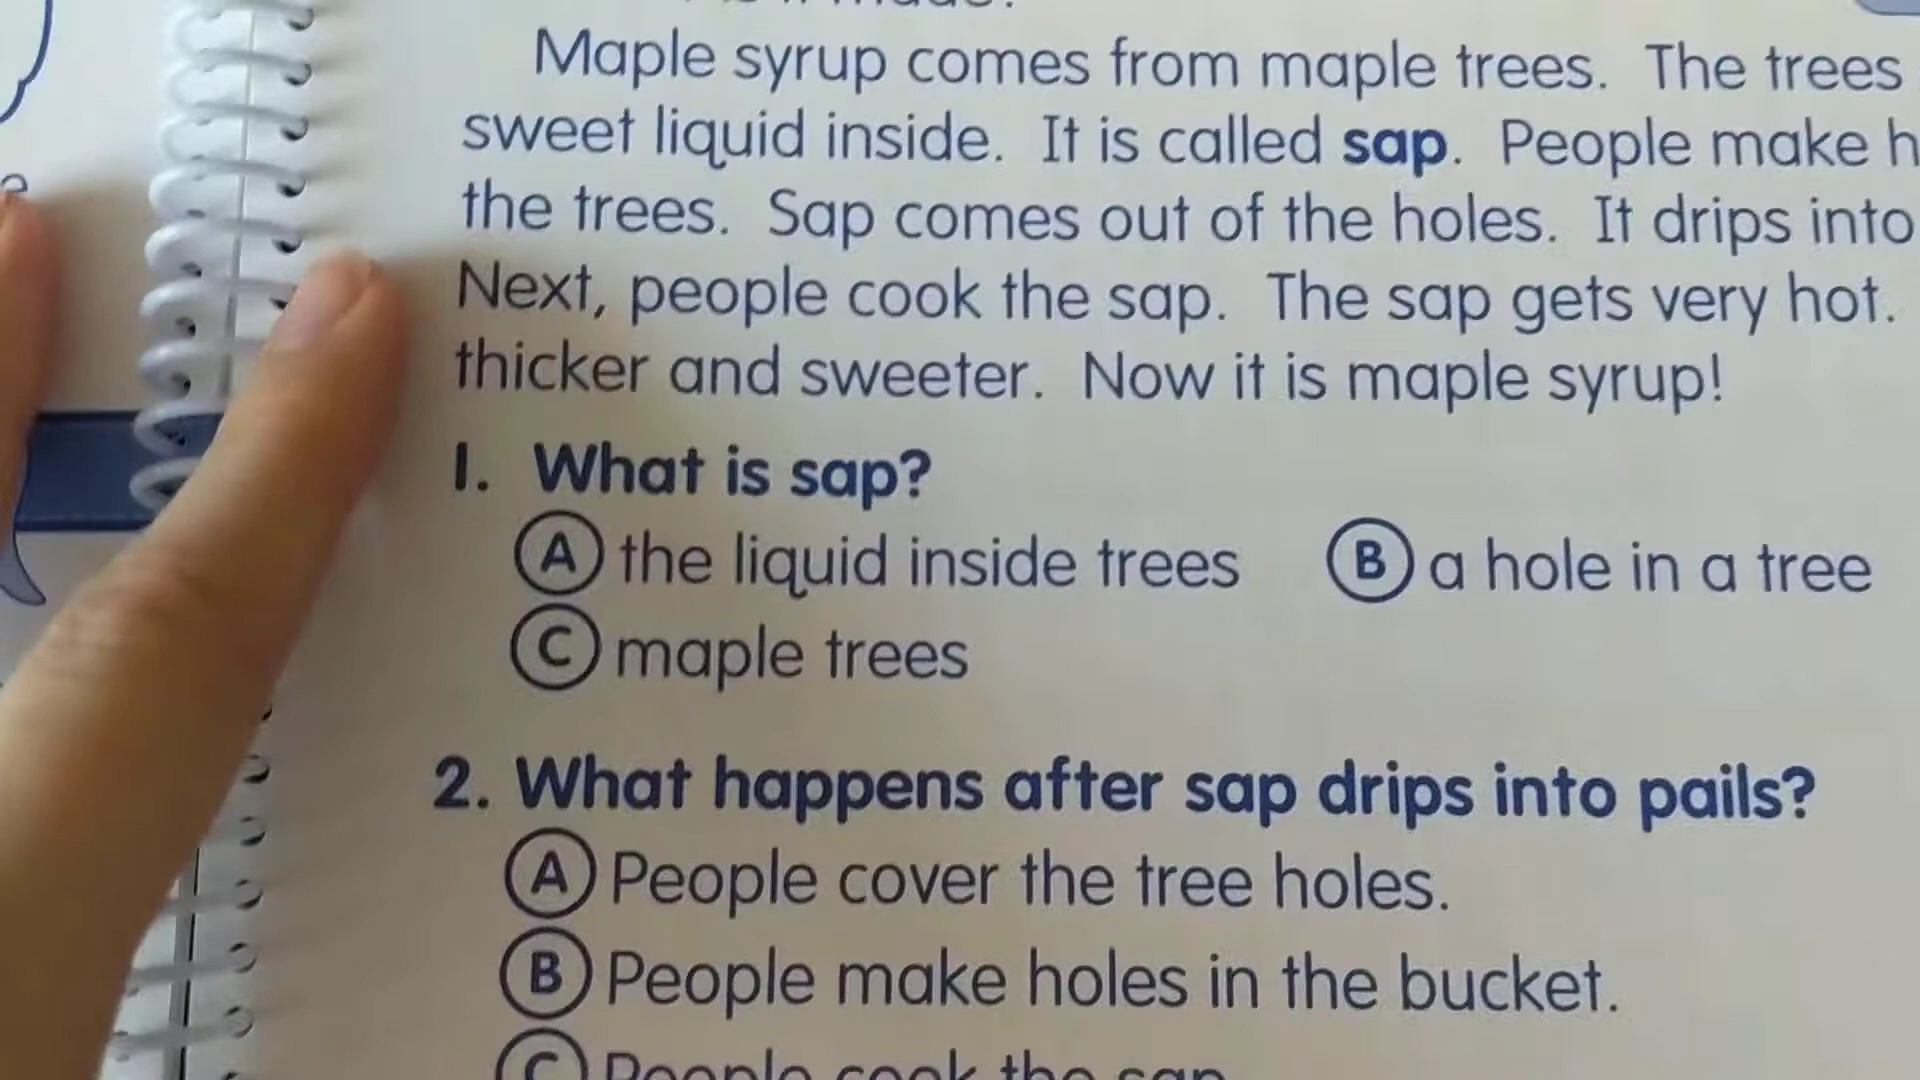 Maple syrup comes from maple trees. The trees
sweet liquid inside. It is called sap. People make h
the trees. Sap comes out of the holes. It drips into
Next, people cook the sap. The sap gets very hot.
thicker and sweeter. Now it is maple syrup!
1. What is sap?
A the liquid inside trees B a hole in a tree
C maple trees
2. What happens after sap drips into pails?
A People cover the tree holes.
B People make holes in the bucket.
C People cook the sap